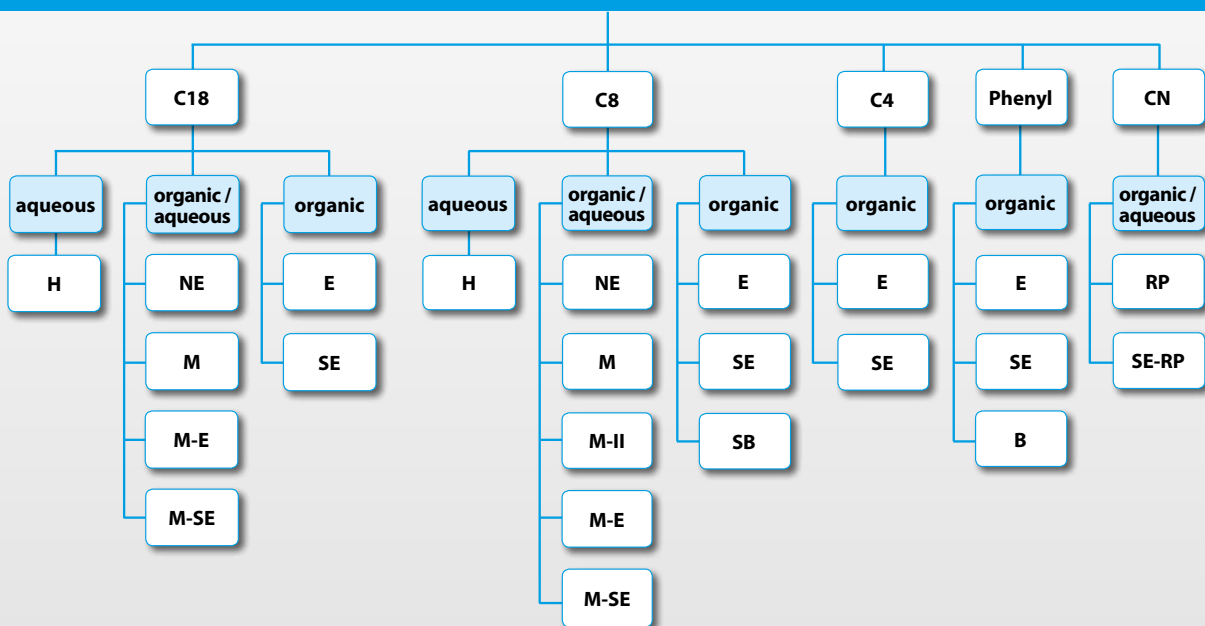 C18
C8
C4
Phenyl
CN
aqueous
organic /
aqueous
organic
aqueous
organic /
aqueous
organic
organic
organic
organic /
aqueous
H
NE
E
H
NE
E
E
E
RP
M
SE
M
SE
SE
SE
SE-RP
M-E
M-II
SB
B
M-SE
M-E
M-SE